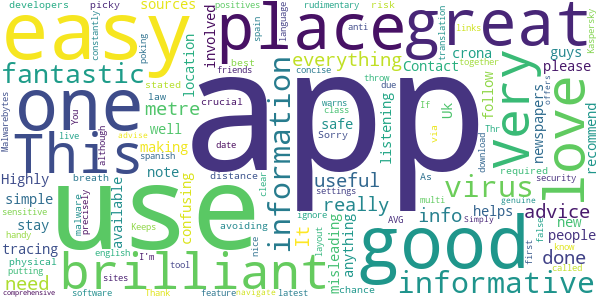 developers picky sources
easy place great
positives rudimentary risk
constantly poking involved spain
language anti links Kaspersky
fantastic location everything crona guys
friends best concise throw translation together
Contact please
one metre stated law crucial
app
information warns class due
Uk via If
Very newspapers offers love
Malwarebytes
This You live although
making well note date
safe listening follow
advise recommend
Sorry As Thr download required
Highly breath spanish precisely
distance clear settings useful
virus multi security
simple use available confusing
sensitive malware
It really ignore AVG Simply genuine
stay handy Keeps I'm avoiding
info helps advice new
tracing english nice layout misleading anything
good first false people
physical putting sites tool
need brilliant chance
informative done know called
comprehensive software Thank feature navigate latest